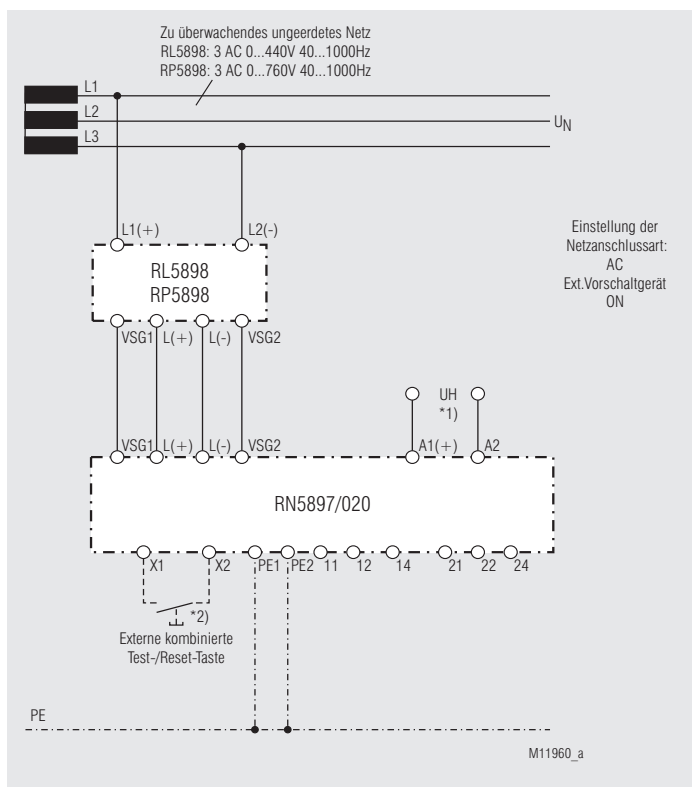 Zu überwachendes ungeerdetes Netz
RL5898: 3 AC 0...440V 40...1000Hz
RP5898: 3 AC 0...760V 40...1000Hz
L1
L2
UN
L3
L1(+) L2(-)
Einstellung der
Netzanschlussart:
AC
Ext.Vorschaltgerät
ON
RL5898
RP5898
VSG1 L(+) L(-) VSG2
UH
*1)
VSG1 L(+) L(-) VSG2 A1(+) A2
RN5897/020
X1 X2 PE1 PE2 11 12 14 21 22 24
*2)
Externe kombinierte
Test-/Reset-Taste
PE
M11960_a